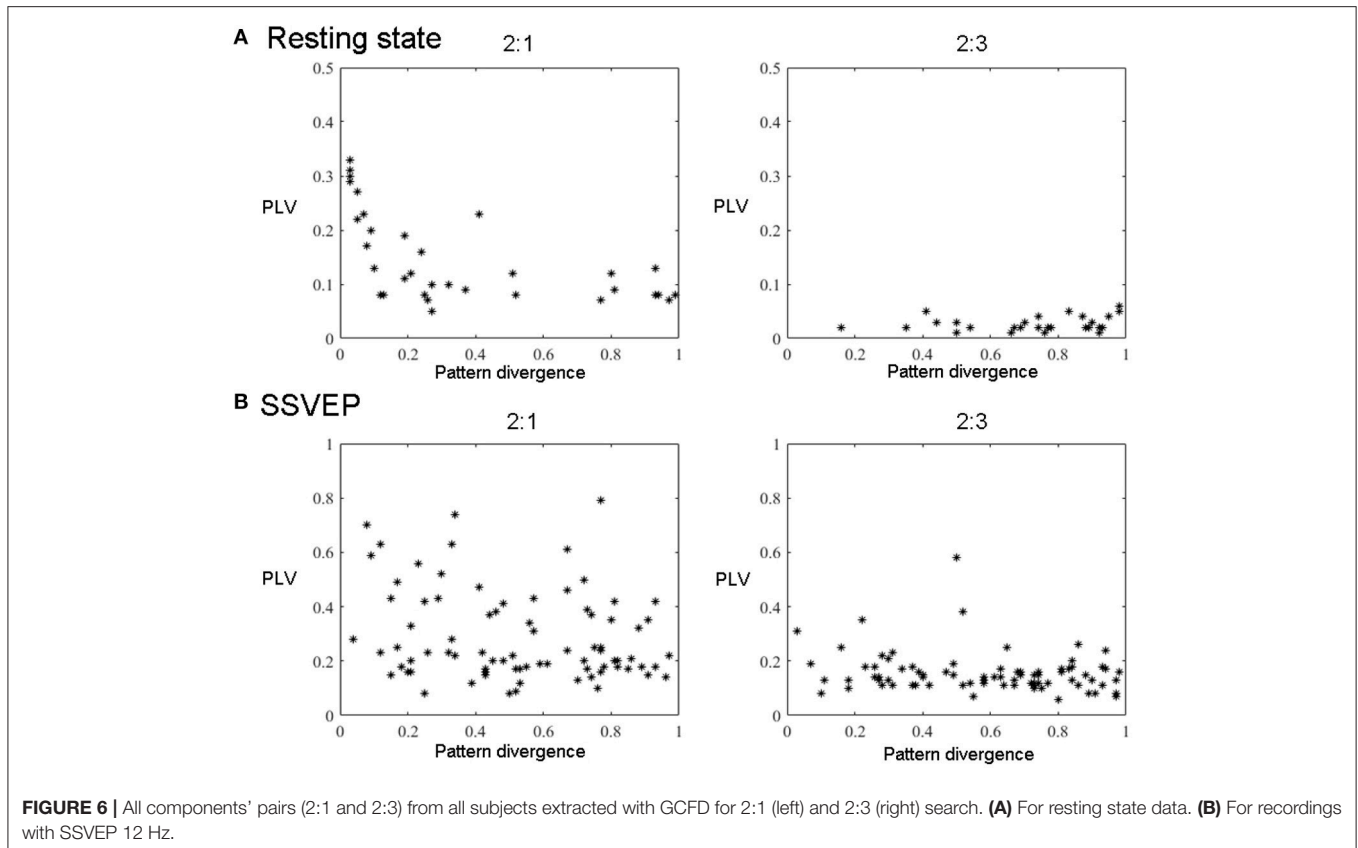 A Resting state
2:1
2:3
0.5
0.4
0.3
PLV
0.2
0.1
0
0 0.2 0.4 0.6 0.8 1
Pattern divergence
0.5
0.4
0.3
PLV
0.2
0.1
0
0 0.2 0.4 0.6 0.8 1
Pattern divergence
B SSVEP
2:1
2:3
1
0.8
0.6
PLV
0.4
0.2
0
0 0.2 0.4 0.6 0.8 1
Pattern divergence
1
0.8
0.6
PLV
0.4
0.2
0
0 0.2 0.4 0.6 0.8 1
Pattern divergence
FIGURE 6 | All components' pairs (2:1 and 2:3) from all subjects extracted with GCFD for 2:1 (left) and 2:3 (right) search. (A) For resting state data. (B) For recordings
with SSVEP 12 Hz.